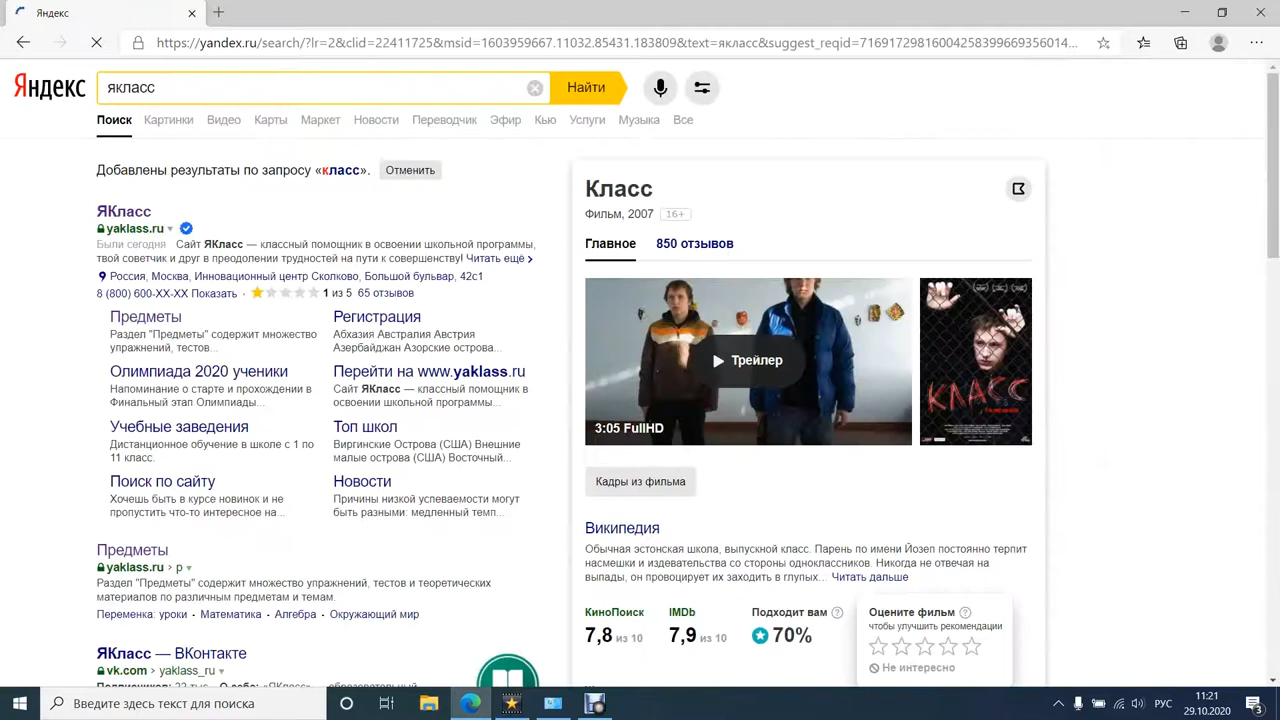 Яндекс
https://yandex.ru/search/?lr=2&clid=22411725&msid=1603959667.11032.85431.183809&text=якласс&suggest_reqid=71691729816004258399669356014...
Яндекс
якласс
Найти
Поиск Картинки Видео Карты Маркет Новости Переводчик Эфир Кью Услуги Музыка Все
Добавлены результаты по запросу «класс». Отменить
ЯКласс
yaklass.ru
Были сегодня Сайт ЯКласс — классный помощник в освоении школьной программы,
твой советчик и друг в преодолении трудностей на пути к совершенству! Читать ещё >
Россия, Москва, Инновационный центр Сколково, Большой бульвар, 42с1
8 (800) 600-XX-XX Показать · 1 из 5 65 отзывов
Предметы
Раздел "Предметы" содержит множество
упражнений, тестов...
Регистрация
Абхазия Австралия Австрия
Азербайджан Азорские острова...
Олимпиада 2020 ученики
Напоминание о старте и прохождении в
Финальный этап Олимпиады...
Перейти на www.yaklass.ru
Сайт ЯКласс — классный помощник в
освоении школьной программы...
Учебные заведения
Дистанционное обучение в школе с 1 по
11 класс.
Топ школ
Виргинские Острова (США) Внешние
малые острова (США) Восточный...
Поиск по сайту
Хочешь быть в курсе новинок и не
пропустить что-то интересное на...
Новости
Причины низкой успеваемости могут
быть разными: медленный темп...
Предметы
yaklass.ru › p
Раздел "Предметы" содержит множество упражнений, тестов и теоретических
материалов по различным предметам и темам.
Переменка: уроки · Математика · Алгебра · Окружающий мир
ЯКласс — ВКонтакте
vk.com › yaklass_ru
Класс
Фильм, 2007 16+
Главное 850 отзывов
Трейлер
3:05 FullHD
КЛАСС
Кадры из фильма
Википедия
Обычная эстонская школа, выпускной класс. Парень по имени Йозеп постоянно терпит
насмешки и издевательства со стороны одноклассников. Никогда не отвечая на
выпады, он провоцирует их заходить в глупых... Читать дальше
КиноПоиск
7,8 из 10
IMDb
7,9 из 10
Подходит вам
70%
Оцените фильм
чтобы улучшить рекомендации
Не интересно
Введите здесь текст для поиска
РУС
11:21
29.10.2020
3